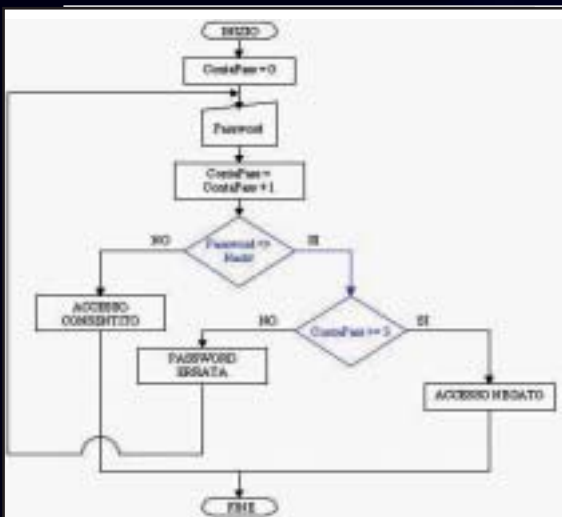 INIZIO
ContaPass = 0
Password
ContaPass =
ContaPass + 1
NO
Password <>
SI
ACCESSO
CONSENTITO
NO
ContaPass >= 3
SI
PASSWORD
ERRATA
ACCESSO NEGATO
FINE